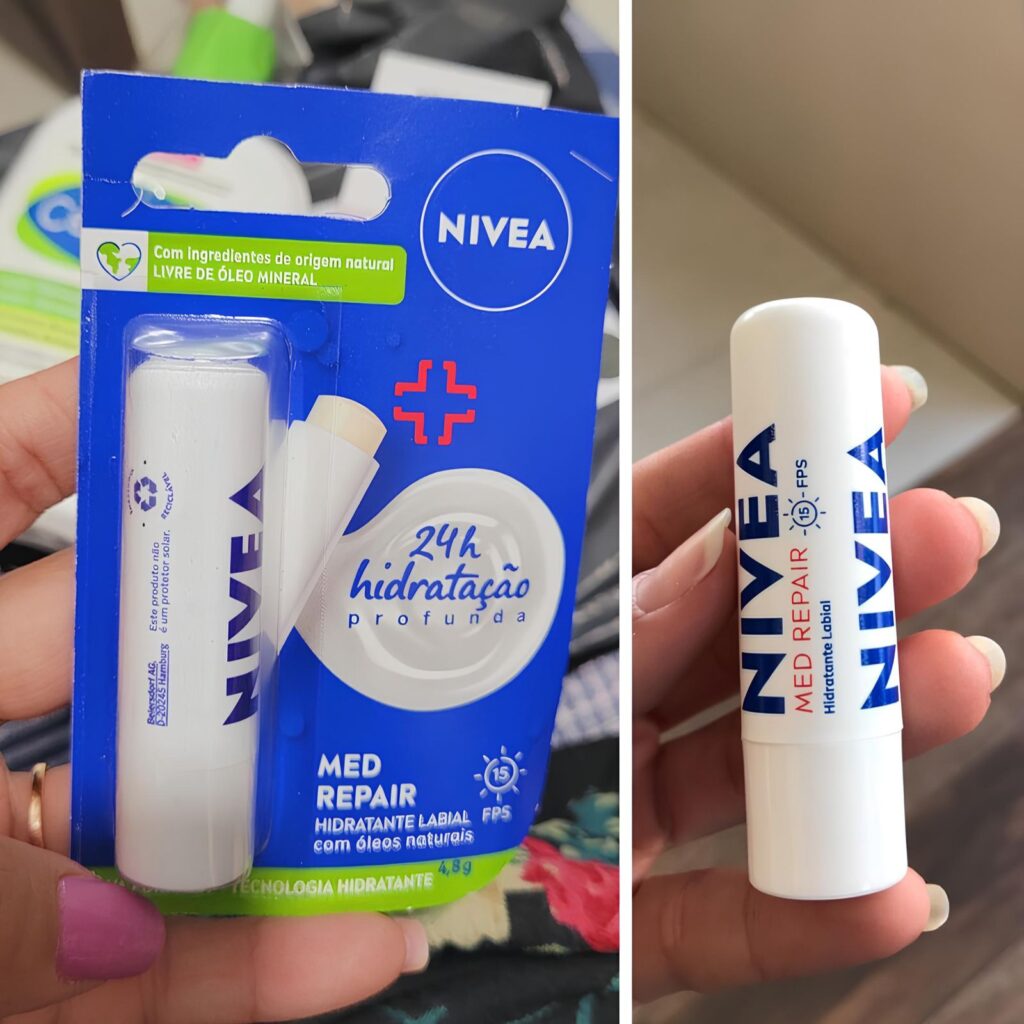 NIVEA
Com ingredientes de origem natural
LIVRE DE ÓLEO MINERAL
24h
hidratação
profunda
MED
REPAIR
HIDRATANTE LABIAL
com óleos naturais
15
FPS
4,8g
TECNOLOGIA HIDRATANTE
RECICLÁVEL
Este produto não
é um protetor solar.
Beiersdorf AG,
D-20245 Hamburg
NIVEA
NIVEA
15 FPS
MED REPAIR
Hidratante Labial
NIVEA